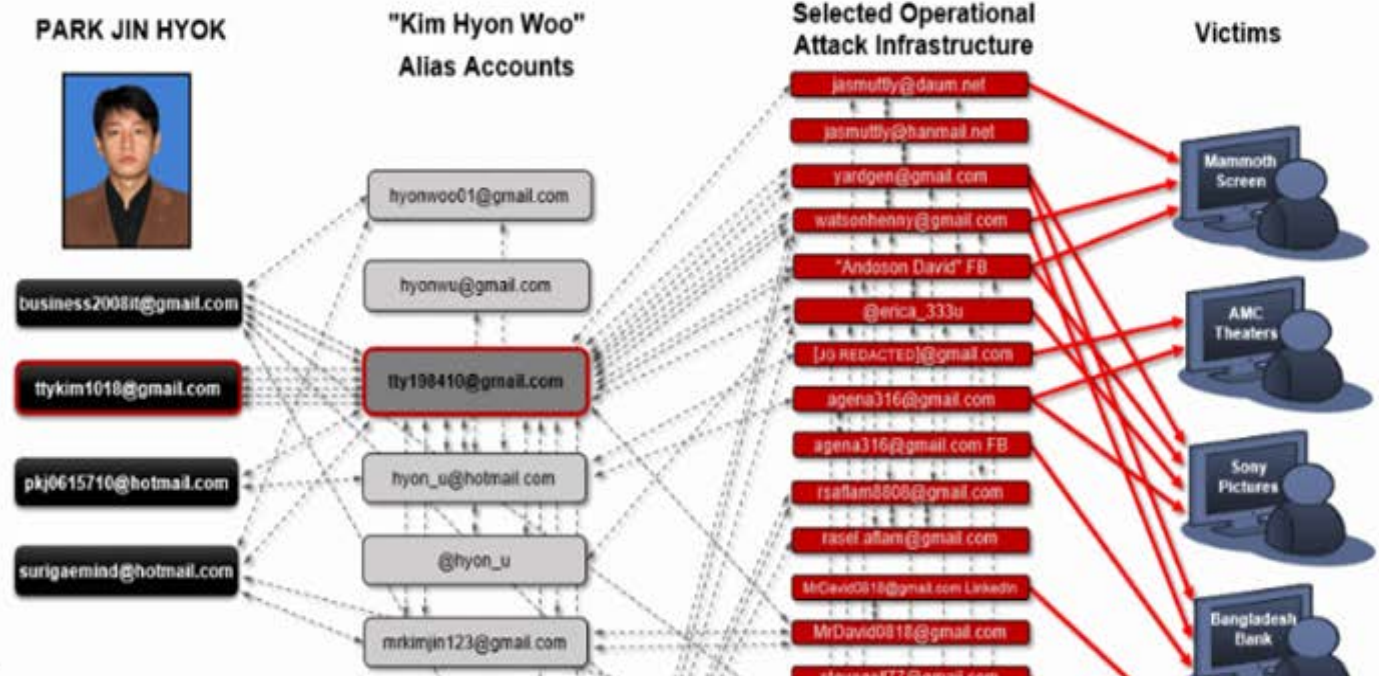 PARK JIN HYOK
"Kim Hyon Woo"
Alias Accounts
Selected Operational
Attack Infrastructure
Victims
business2008it@gmail.com
ttykim1018@gmail.com
pkj0615710@hotmail.com
surigaemind@hotmail.com
hyonwoo01@gmail.com
hyonwu@gmail.com
tty198410@gmail.com
hyon_u@hotmail.com
@hyon_u
mrkimjin123@gmail.com
jasmuttly@daum.net
jasmuttly@hanmail.net
yardgen@gmail.com
watsonhenny@gmail.com
"Andoson David" FB
@erica_333u
[JG REDACTED]@gmail.com
agena316@gmail.com
agena316@gmail.com FB
rsaflam8808@gmail.com
rasel.aflam@gmail.com
MrDavid0818@gmail.com LinkedIn
MrDavid0818@gmail.com
Mammoth
Screen
AMC
Theaters
Sony
Pictures
Bangladesh
Bank